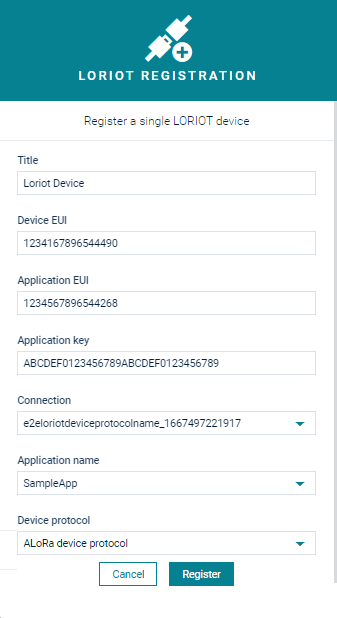 LORIOT REGISTRATION
Register a single LORIOT device
Title
Loriot Device
Device EUI
1234167896544490
Application EUI
1234567896544268
Application key
ABCDEF0123456789ABCDEF0123456789
Connection
e2eloriotdeviceprotocolname_1667497221917
Application name
SampleApp
Device protocol
ALoRa device protocol
Cancel Register